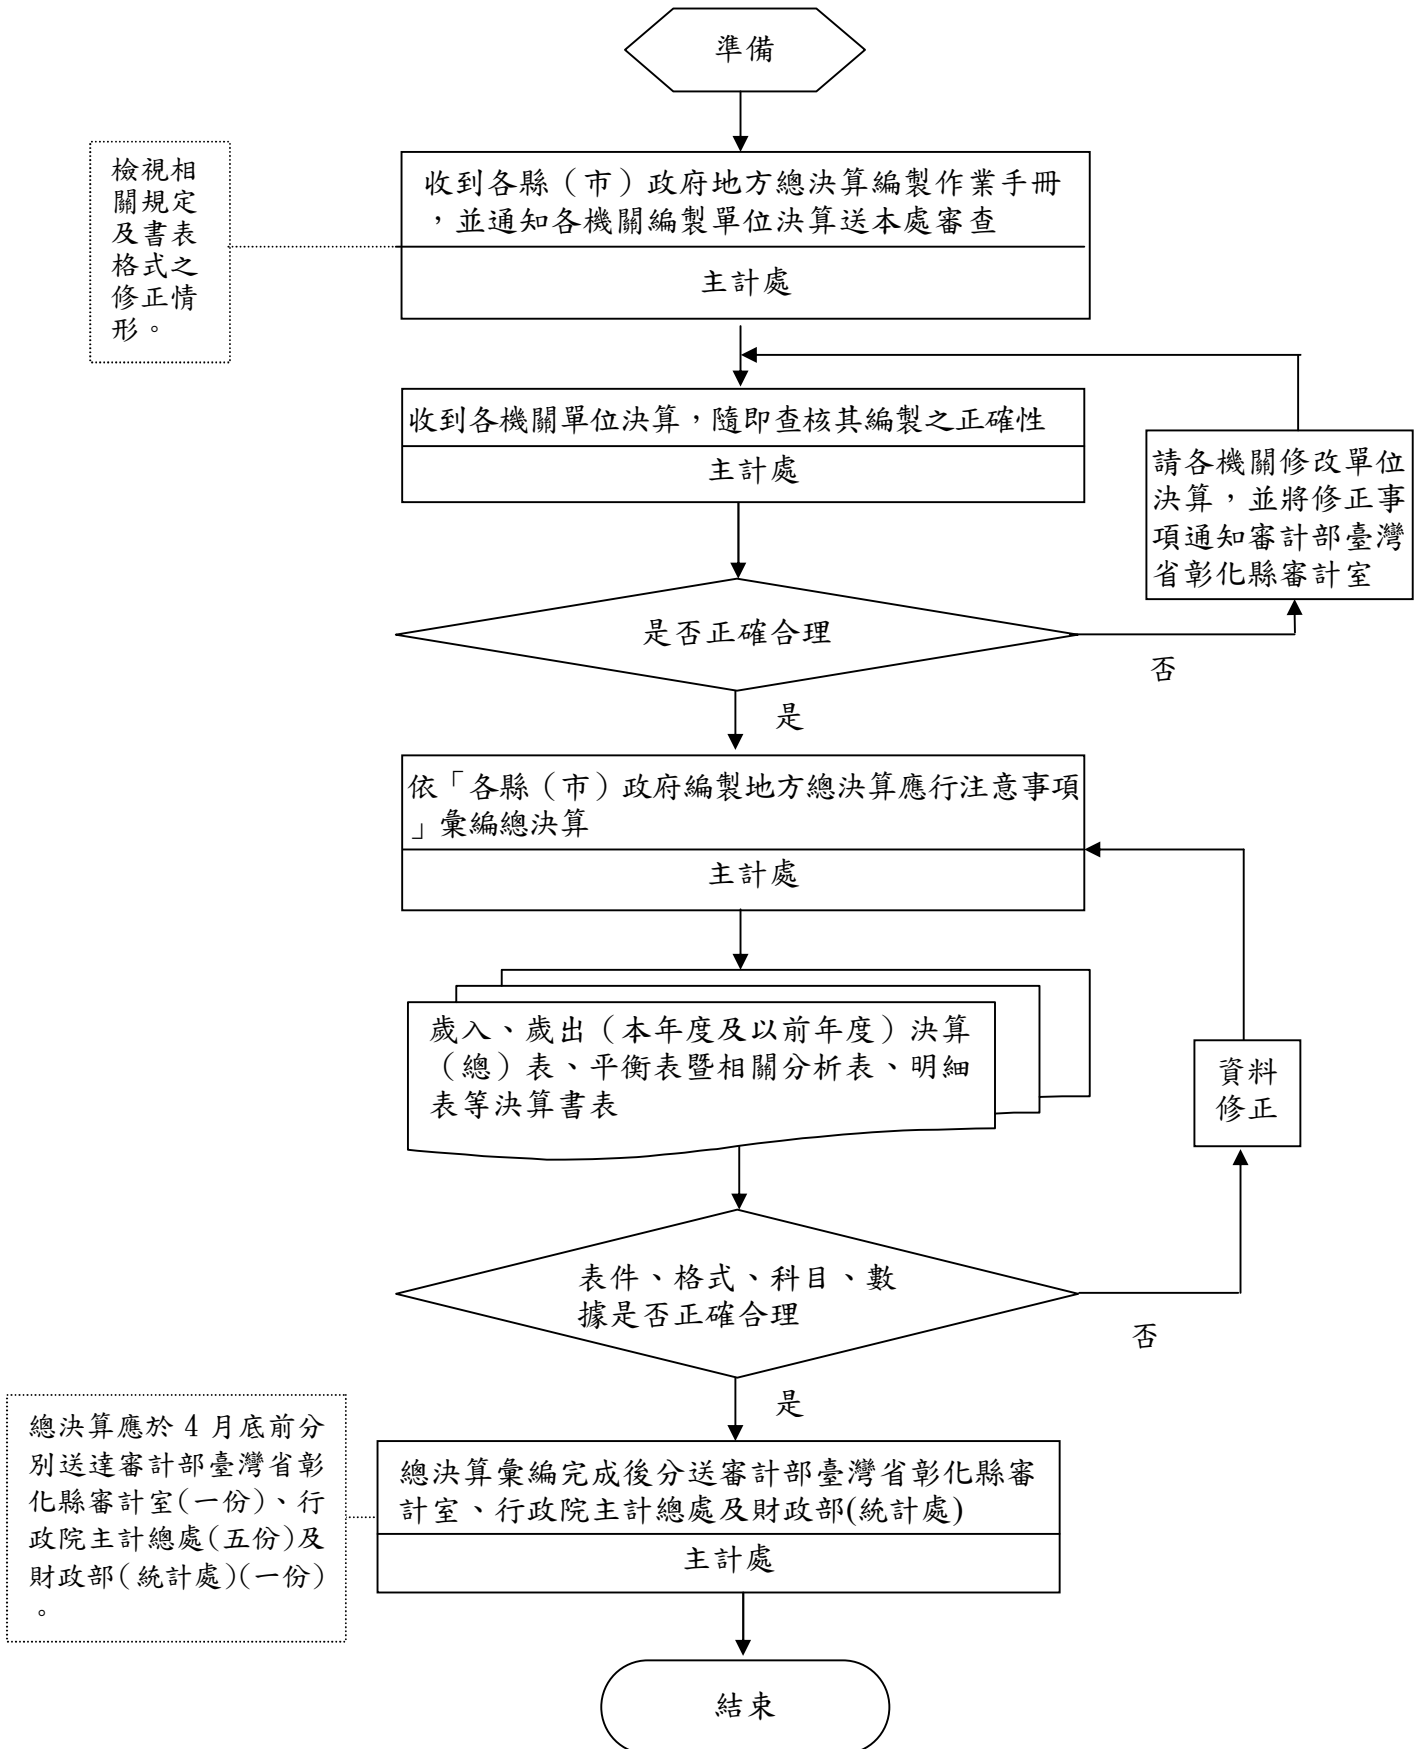 準備
檢視相
關規定
及書表
格式之
修正情
形。
收到各縣（市）政府地方總決算編製作業手冊
，並通知各機關編製單位決算送本處審查
主計處
收到各機關單位決算，隨即查核其編製之正確性
主計處
請各機關修改單位
決算，並將修正事
項通知審計部臺灣
省彰化縣審計室
是否正確合理
否
是
依「各縣（市）政府編製地方總決算應行注意事項
」彙編總決算
主計處
歲入、歲出（本年度及以前年度）決算
（總）表、平衡表暨相關分析表、明細
表等決算書表
資料
修正
表件、格式、科目、數
據是否正確合理
否
是
總決算應於 4 月底前分
別送達審計部臺灣省彰
化縣審計室(一份)、行
政院主計總處(五份)及
財政部(統計處)(一份)
。
總決算彙編完成後分送審計部臺灣省彰化縣審
計室、行政院主計總處及財政部(統計處)
主計處
結束